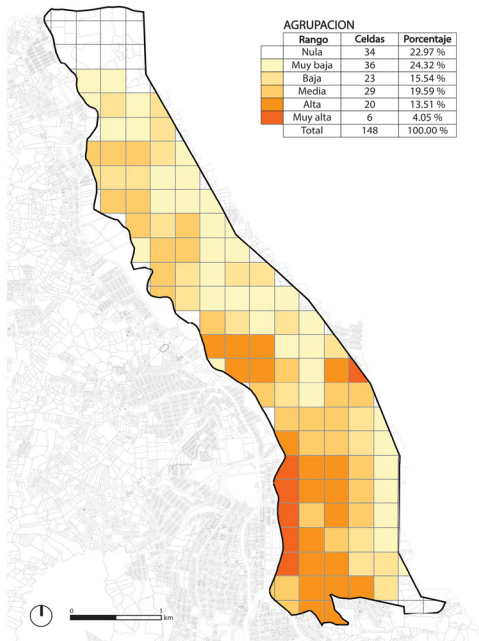 AGRUPACION
Rango Celdas Porcentaje
Nula 34 22.97 %
Muy baja 36 24.32 %
Baja 23 15.54 %
Media 29 19.59 %
Alta 20 13.51 %
Muy alta 6 4.05 %
Total 148 100.00 %
0 1
km